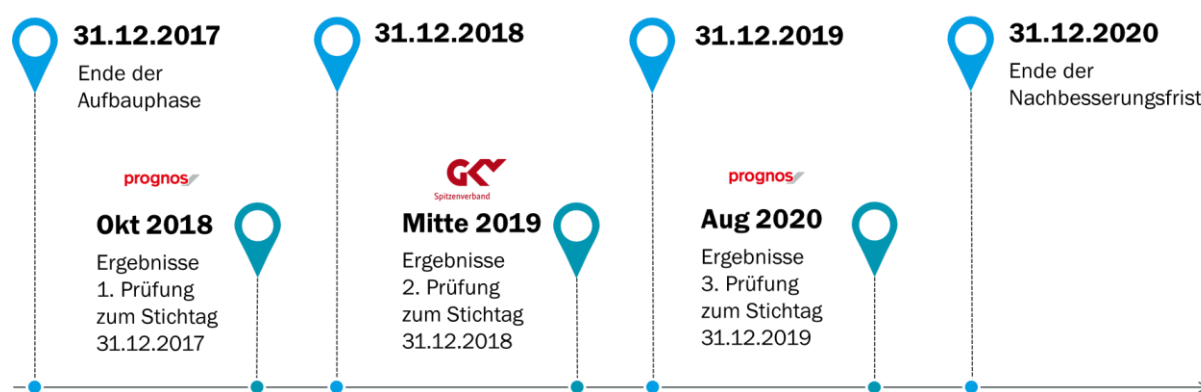 31.12.2017
Ende der
Aufbauphase
31.12.2018
31.12.2019
31.12.2020
Ende der
Nachbesserungsfrist
prognos
Okt 2018
Ergebnisse
1. Prüfung
zum Stichtag
31.12.2017
GKV
Spitzenverband
Mitte 2019
Ergebnisse
2. Prüfung
zum Stichtag
31.12.2018
prognos
Aug 2020
Ergebnisse
3. Prüfung
zum Stichtag
31.12.2019